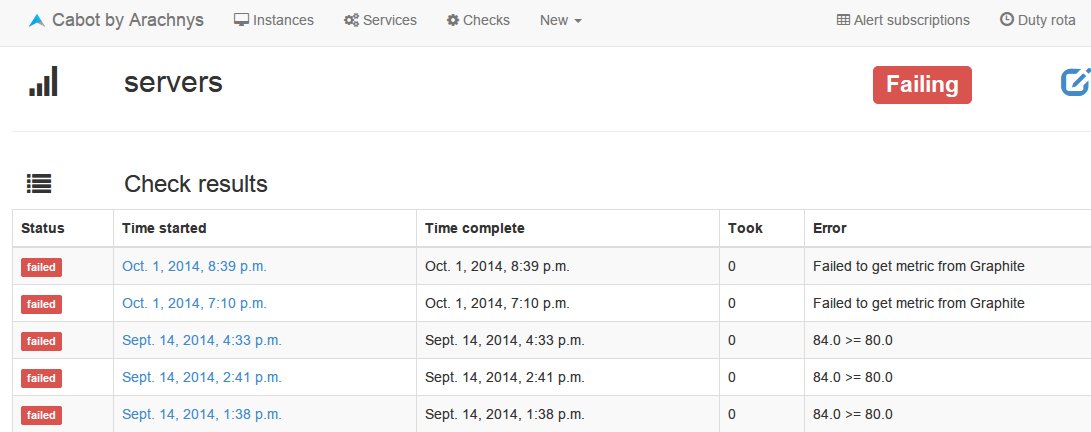 Cabot by Arachnys Instances Services Checks New Alert subscriptions Duty rota
servers Failing
Check results
Status Time started Time complete Took Error
failed Oct. 1, 2014, 8:39 p.m. Oct. 1, 2014, 8:39 p.m. 0 Failed to get metric from Graphite
failed Oct. 1, 2014, 7:10 p.m. Oct. 1, 2014, 7:10 p.m. 0 Failed to get metric from Graphite
failed Sept. 14, 2014, 4:33 p.m. Sept. 14, 2014, 4:33 p.m. 0 84.0 >= 80.0
failed Sept. 14, 2014, 2:41 p.m. Sept. 14, 2014, 2:41 p.m. 0 84.0 >= 80.0
failed Sept. 14, 2014, 1:38 p.m. Sept. 14, 2014, 1:38 p.m. 0 84.0 >= 80.0